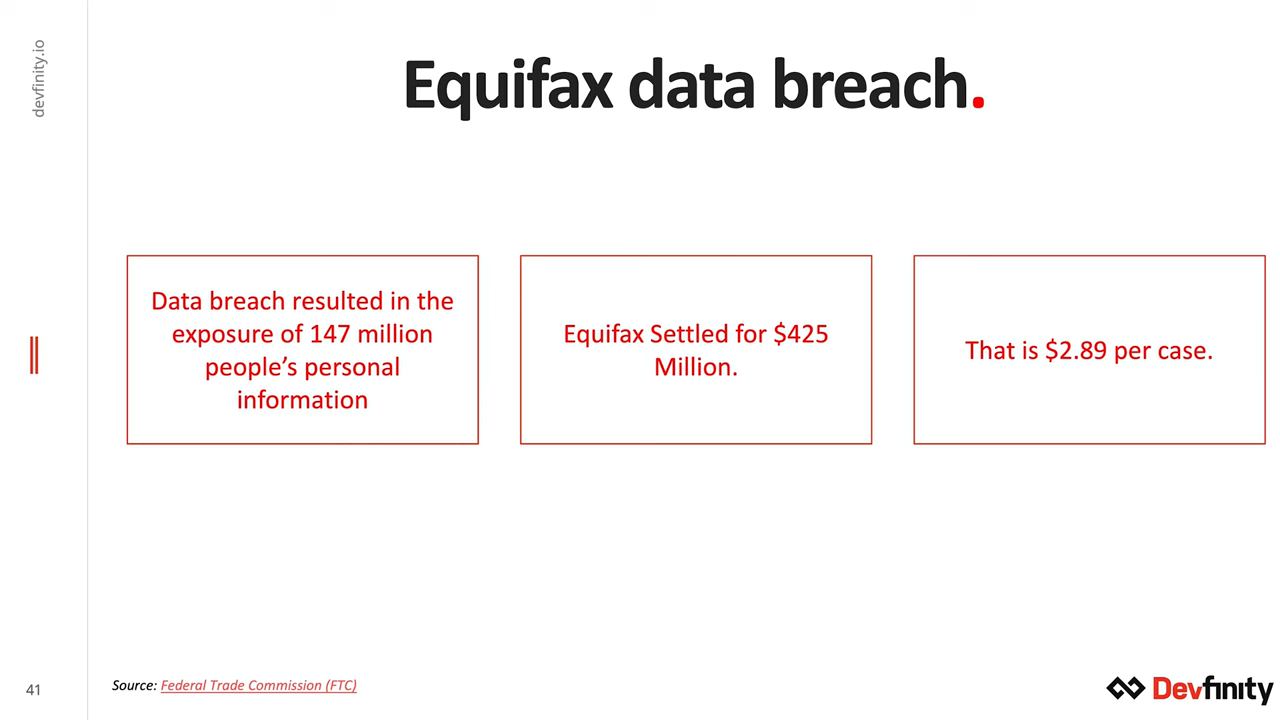 devfinity.io
Equifax data breach.
Data breach resulted in the
exposure of 147 million
people’s personal
information
Equifax Settled for $425
Million.
That is $2.89 per case.
41
Source: Federal Trade Commission (FTC)
Devfinity